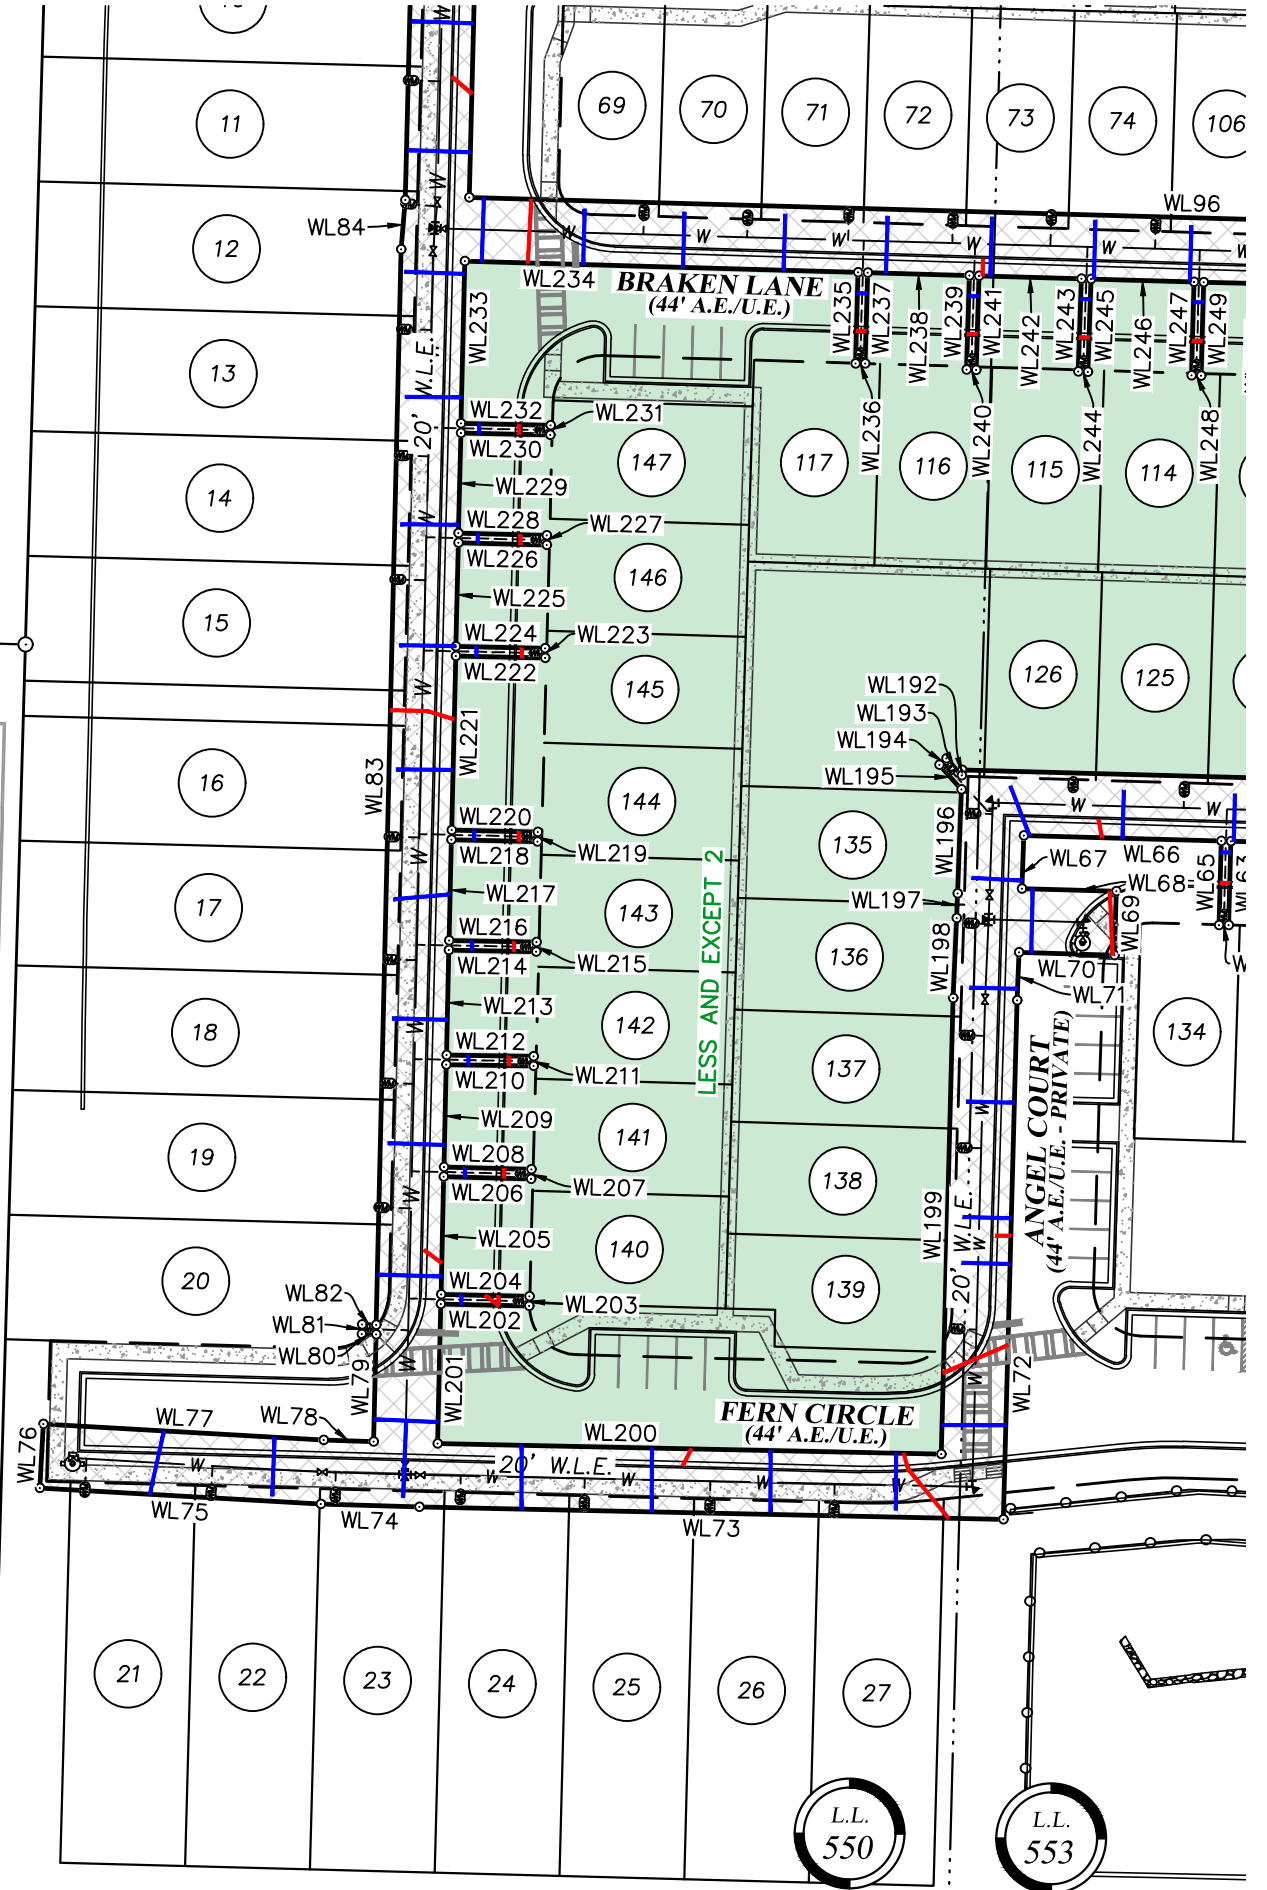 69
70
71
72
73
74
106
11
W
WL96
WL84
12
W
W
W
W
W
WL233
WL234
BRAKEN LANE
(44' A.E./U.E.)
WL235
WL237
WL238
WL239
WL241
WL242
WL243
WL245
WL246
WL247
WL249
13
20' W.L.E.
WL232
WL231
WL230
WL236
WL240
WL244
WL248
147
117
116
115
114
14
WL229
WL228
WL227
WL226
W
146
WL225
15
WL224
WL223
WL222
145
126
125
W
WL192
WL193
WL194
WL195
WL221
WL83
16
144
WL220
WL219
WL218
W
W
W
WL196
135
WL67
WL66
WL65
WL63
WL68
WL69
LESS AND EXCEPT 2
WL217
17
143
WL216
WL215
WL214
W
WL197
WL198
136
WL70
WL71
WL213
18
142
W
WL212
WL211
WL210
137
134
ANGEL COURT
(44' A.E./U.E. - PRIVATE)
WL209
19
141
WL208
WL207
WL206
W
W
138
WL199
20' W.L.E.
W
WL205
20
140
139
WL204
WL203
WL202
WL82
WL81
WL80
WL79
W
WL201
W
WL72
WL76
WL77
WL78
WL200
FERN CIRCLE
(44' A.E./U.E.)
W
20' W.L.E.
W
W
W
WL75
WL74
WL73
21
22
23
24
25
26
27
L.L.
550
L.L.
553